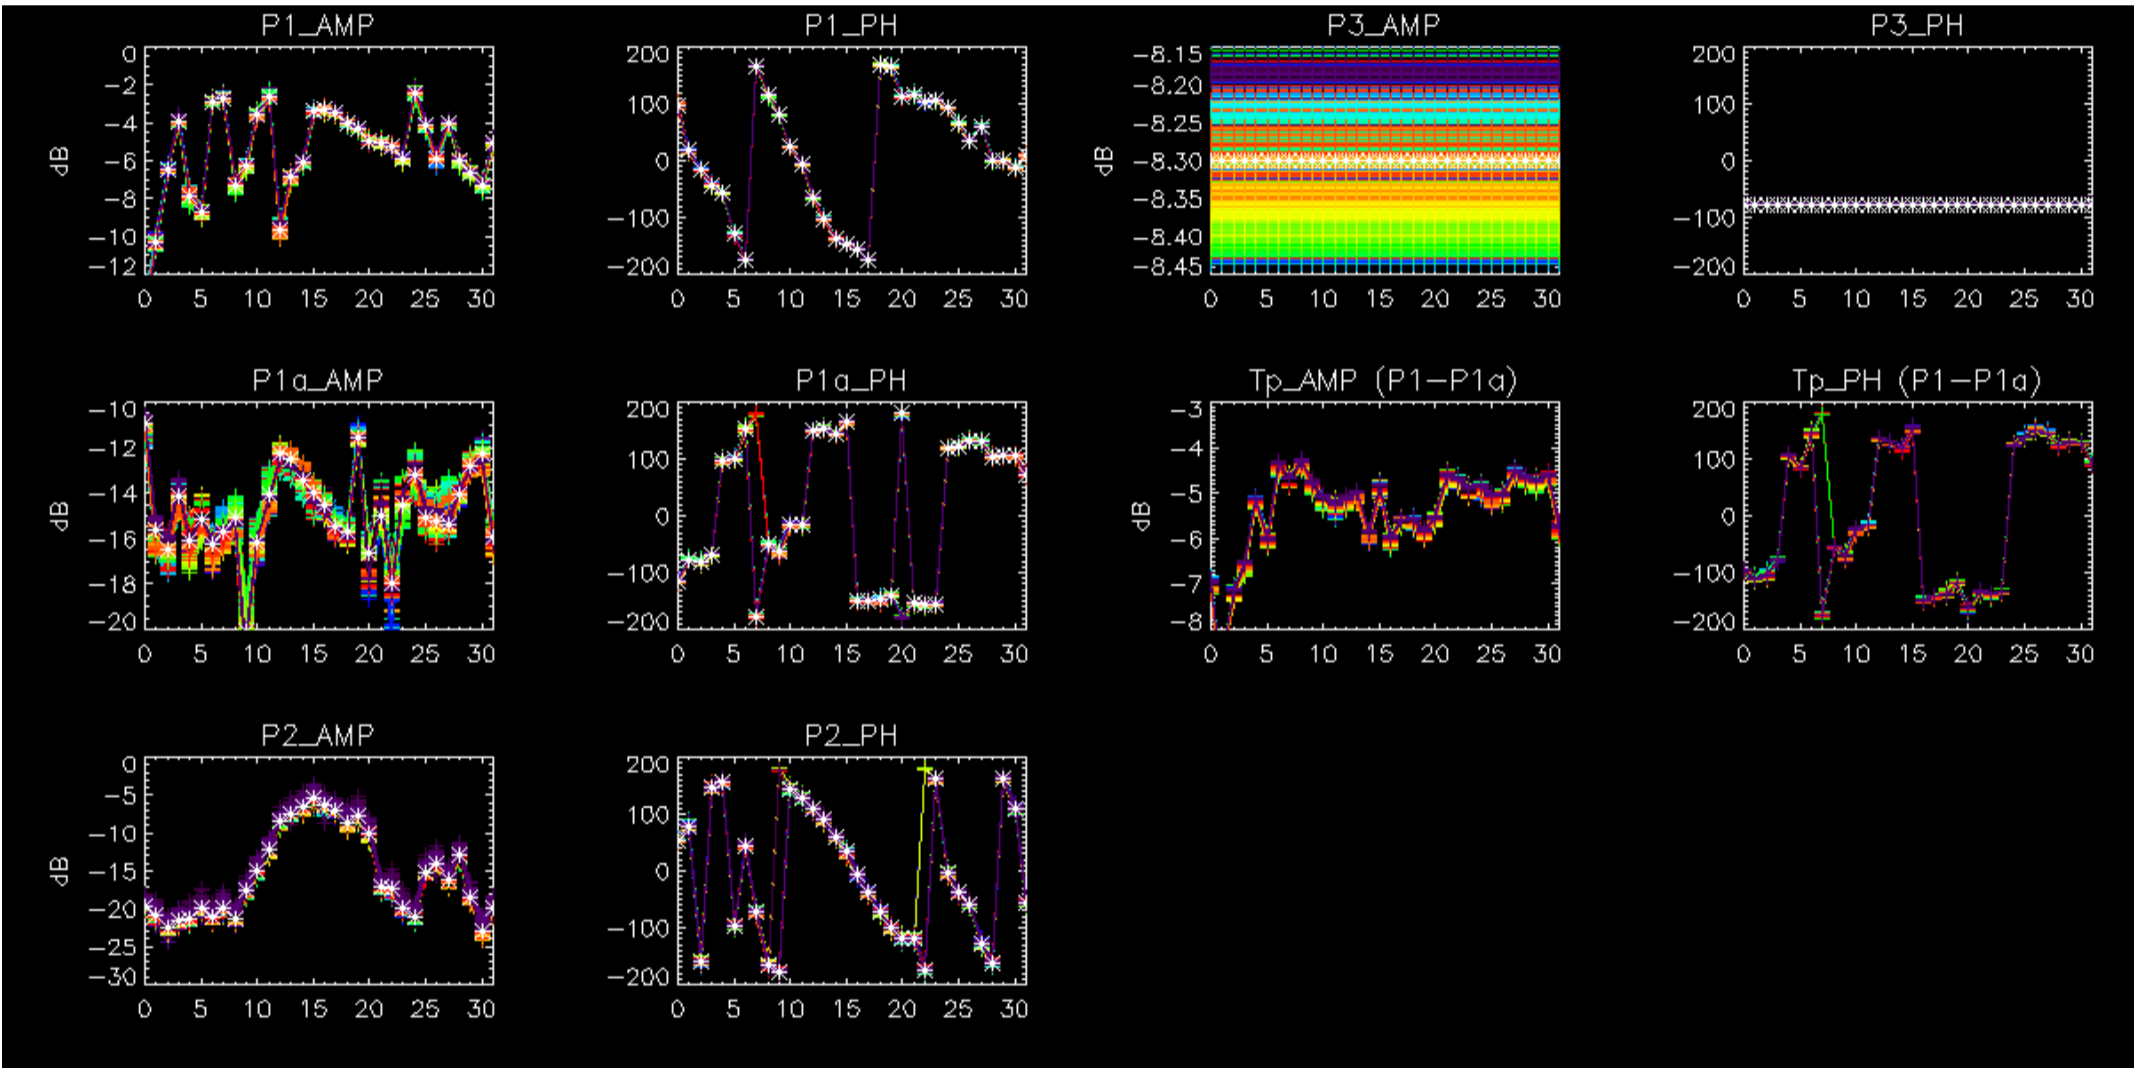 P1_AMP
P1_PH
P3_AMP
P3_PH
0
-2
-4
-6
-8
-10
-12
dB
0 5 10 15 20 25 30
200
100
0
-100
-200
0 5 10 15 20 25 30
-8.15
-8.20
-8.25
-8.30
-8.35
-8.40
-8.45
dB
0 5 10 15 20 25 30
200
100
0
-100
-200
0 5 10 15 20 25 30
P1a_AMP
P1a_PH
Tp_AMP (P1-P1a)
Tp_PH (P1-P1a)
-10
-12
-14
-16
-18
-20
dB
0 5 10 15 20 25 30
200
100
0
-100
-200
0 5 10 15 20 25 30
-3
-4
-5
-6
-7
-8
dB
0 5 10 15 20 25 30
200
100
0
-100
-200
0 5 10 15 20 25 30
P2_AMP
P2_PH
0
-5
-10
-15
-20
-25
-30
dB
0 5 10 15 20 25 30
200
100
0
-100
-200
0 5 10 15 20 25 30